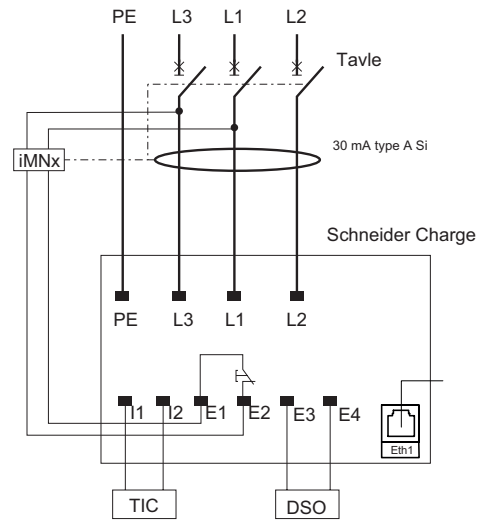 PE L3 L1 L2
Tavle
30 mA type A Si
iMNx
Schneider Charge
PE L3 L1 L2
I1 I2 E1 E2 E3 E4
Eth1
TIC DSO